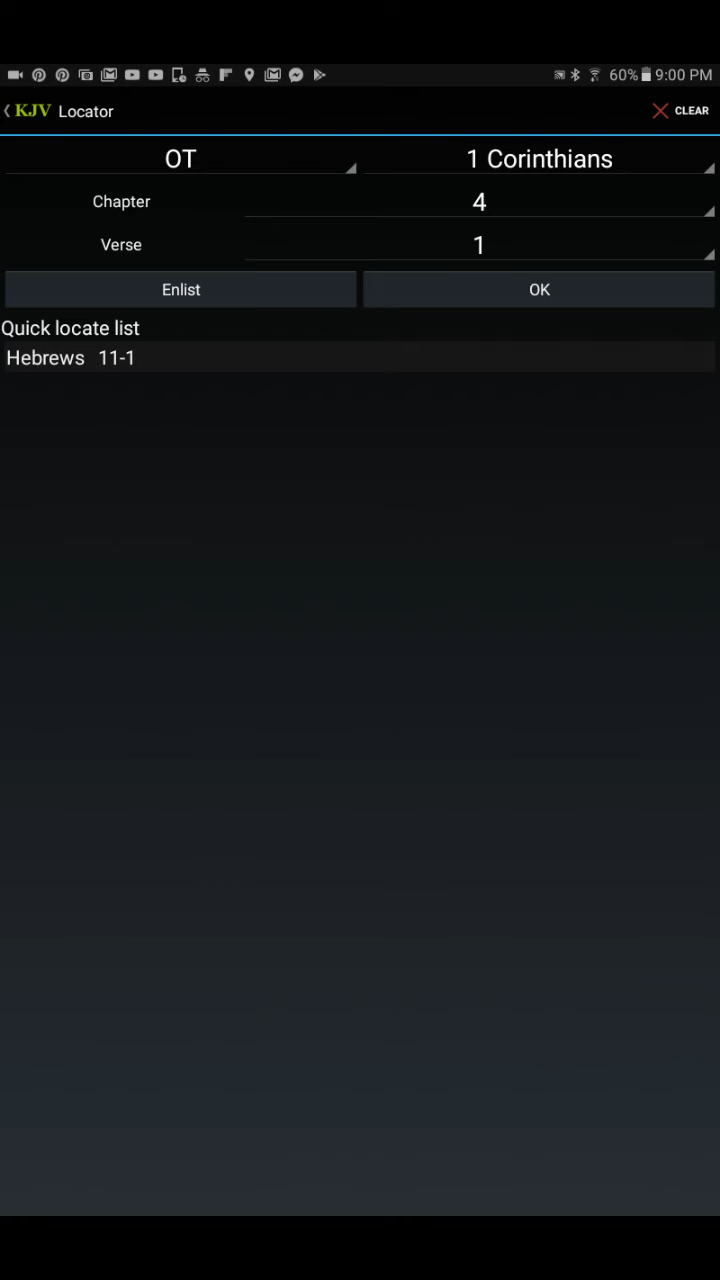 60% 9:00 PM
KJV Locator CLEAR
OT 1 Corinthians
Chapter 4
Verse 1
Enlist OK
Quick locate list
Hebrews 11-1